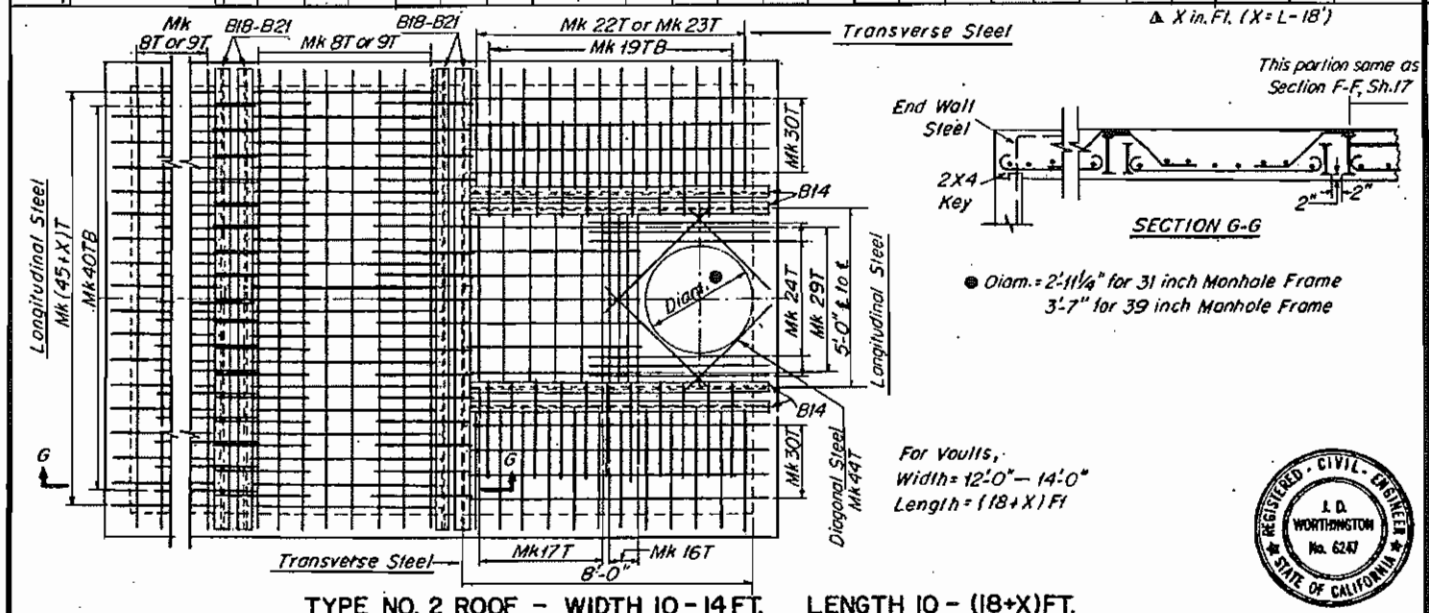 Δ X in. Ft. (X = L-18')
Mk
8T or 9T
B18-B21
Mk 8T or 9T
B18-B21
Mk 22T or Mk 23T
Mk 19TB
Transverse Steel
This portion same as
Section F-F, Sh.17
End Wall
Steel
2X4
Key
2"
2"
SECTION G-G
Longitudinal Steel
Mk (45+X)T
Mk 40TB
Mk 30T
B14
Diam.
Mk 24T
Mk 29T
5'-0" ℄ to ℄
Longitudinal Steel
B14
Mk 30T
Diagonal Steel
Mk 44T
● Diam.= 2'-11¼" for 31 inch Manhole Frame
3'-7" for 39 inch Manhole Frame
For Vaults,
Width = 12'-0" - 14'-0"
Length = (18+X) Ft
G
G
Transverse Steel
Mk 17T
Mk 16T
8'-0"
REGISTERED CIVIL ENGINEER
J. D.
WORTHINGTON
No. 6247
STATE OF CALIFORNIA
TYPE NO. 2 ROOF - WIDTH 10 - 14 FT. LENGTH 10 - (18+X) FT.